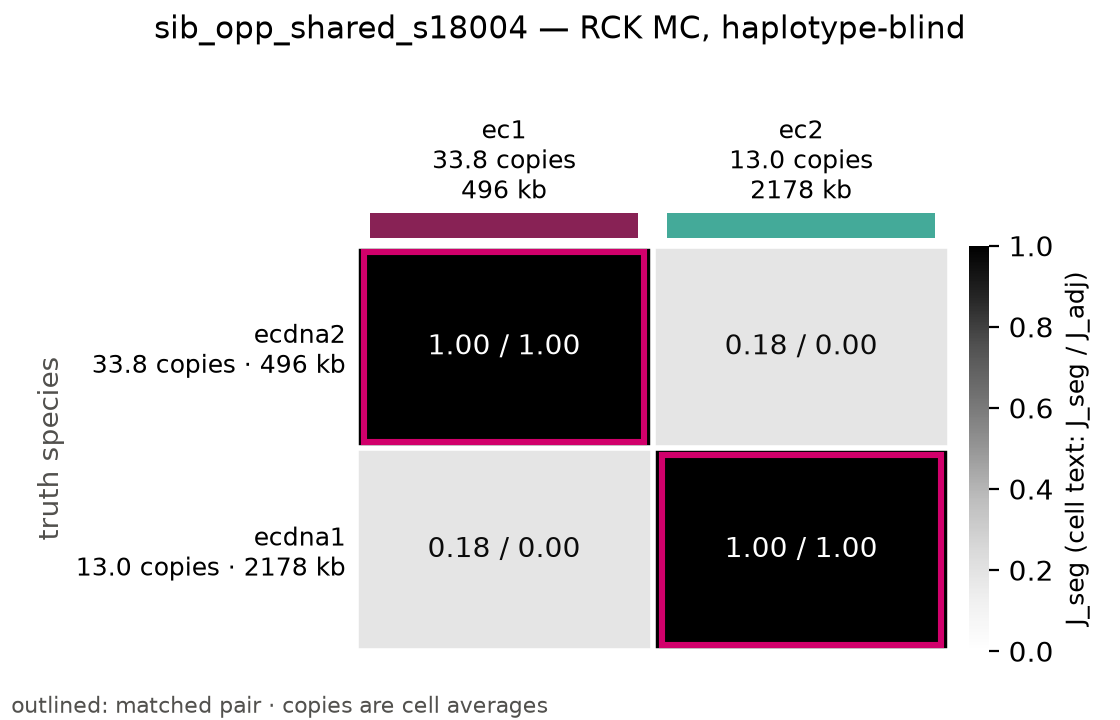 sib_opp_shared_s18004 — RCK MC, haplotype-blind
ec1
33.8 copies
496 kb
ec2
13.0 copies
2178 kb
truth species
ecdna2
33.8 copies · 496 kb
1.00 / 1.00
0.18 / 0.00
ecdna1
13.0 copies · 2178 kb
0.18 / 0.00
1.00 / 1.00
1.0
0.8
0.6
0.4
0.2
0.0
J_seg (cell text: J_seg / J_adj)
outlined: matched pair · copies are cell averages